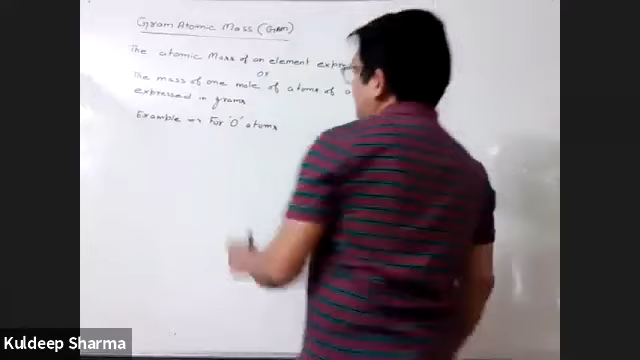 Gram Atomic Mass (GAM)
The atomic Mass of an element
or
The mass of one mole of atoms of a
expressed in grams
Example For 'O' atoms
Kuldeep Sharma